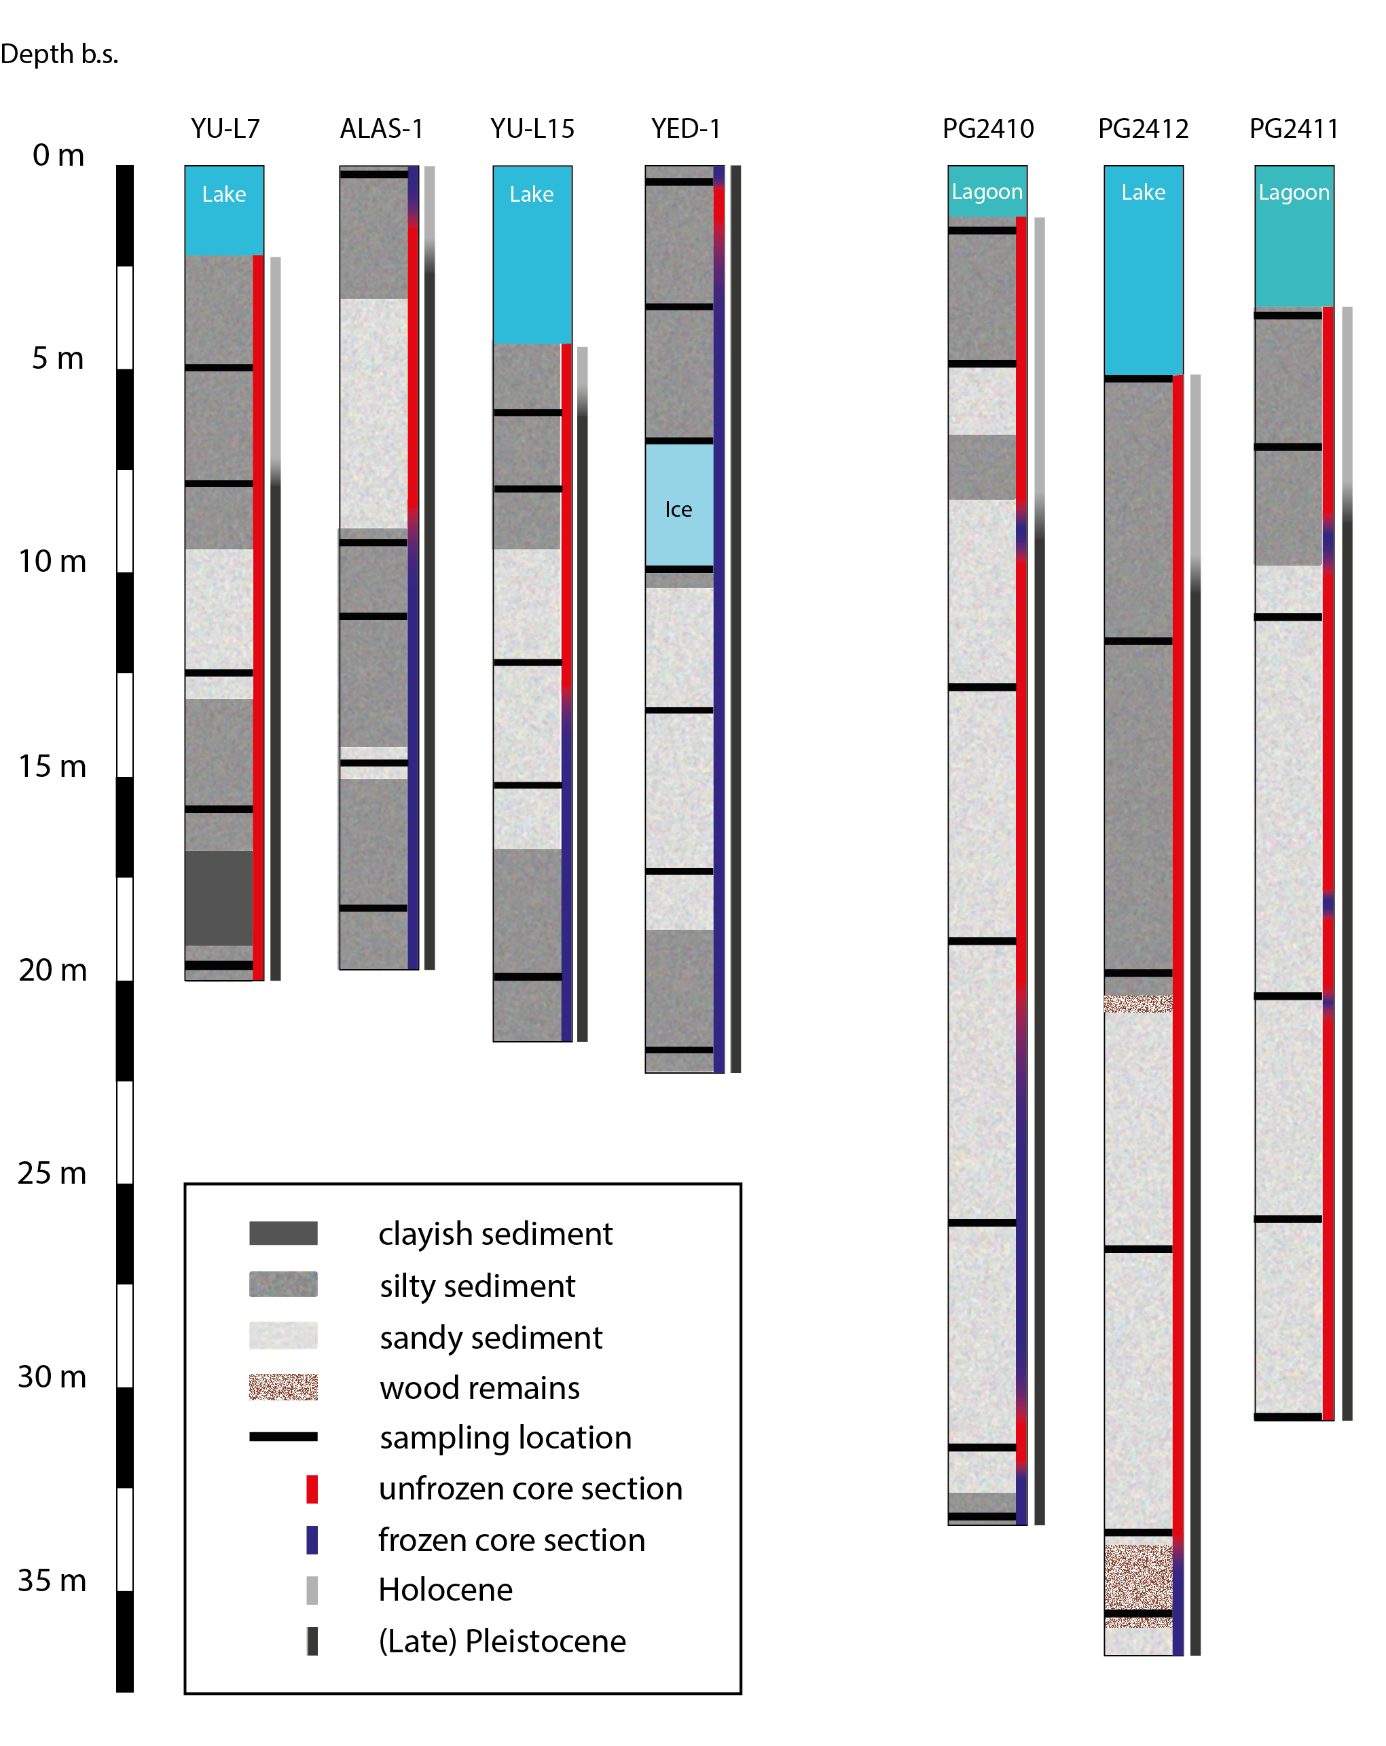 Depth b.s.
YU-L7
ALAS-1
YU-L15
YED-1
PG2410
PG2412
PG2411
0 m
5 m
10 m
15 m
20 m
25 m
30 m
35 m
Lake
Lake
Ice
Lagoon
Lake
Lagoon
clayish sediment
silty sediment
sandy sediment
wood remains
sampling location
unfrozen core section
frozen core section
Holocene
(Late) Pleistocene